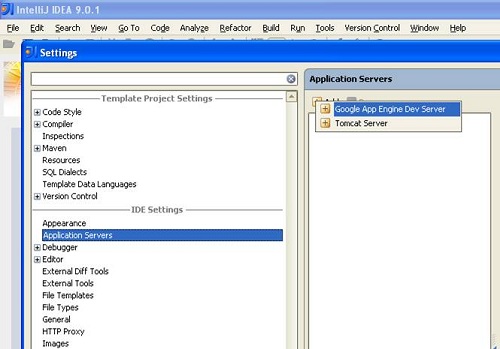 IntelliJ IDEA 9.0.1
File Edit Search View Go To Code Analyze Refactor Build Run Tools Version Control Window Help
Settings
Template Project Settings
Code Style
Compiler
Inspections
Maven
Resources
SQL Dialects
Template Data Languages
Version Control
IDE Settings
Appearance
Application Servers
Debugger
Editor
External Diff Tools
External Tools
File Templates
File Types
General
HTTP Proxy
Images
Application Servers
Google App Engine Dev Server
Tomcat Server